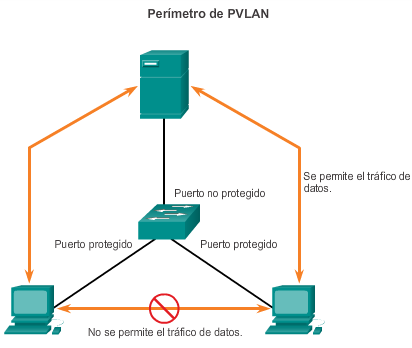 Perímetro de PVLAN
Se permite el tráfico de
datos.
Puerto no protegido
Puerto protegido
Puerto protegido
No se permite el tráfico de datos.